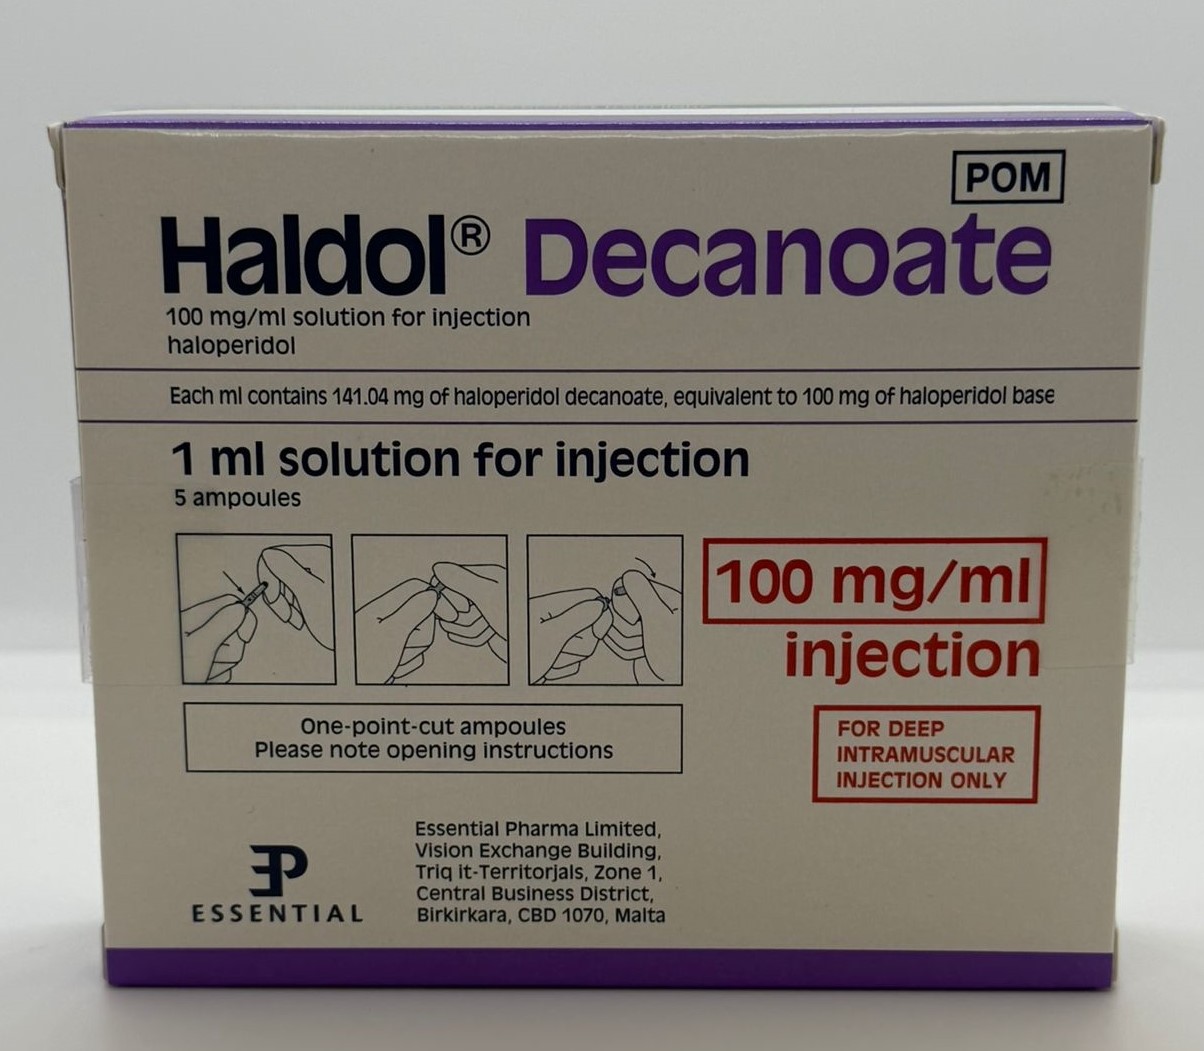 POM
Haldol® Decanoate
100 mg/ml solution for injection
haloperidol
Each ml contains 141.04 mg of haloperidol decanoate, equivalent to 100 mg of haloperidol base
1 ml solution for injection
5 ampoules
100 mg/ml
injection
One-point-cut ampoules
Please note opening instructions
FOR DEEP
INTRAMUSCULAR
INJECTION ONLY
EP
ESSENTIAL
Essential Pharma Limited,
Vision Exchange Building,
Triq it-Territorjals, Zone 1,
Central Business District,
Birkirkara, CBD 1070, Malta